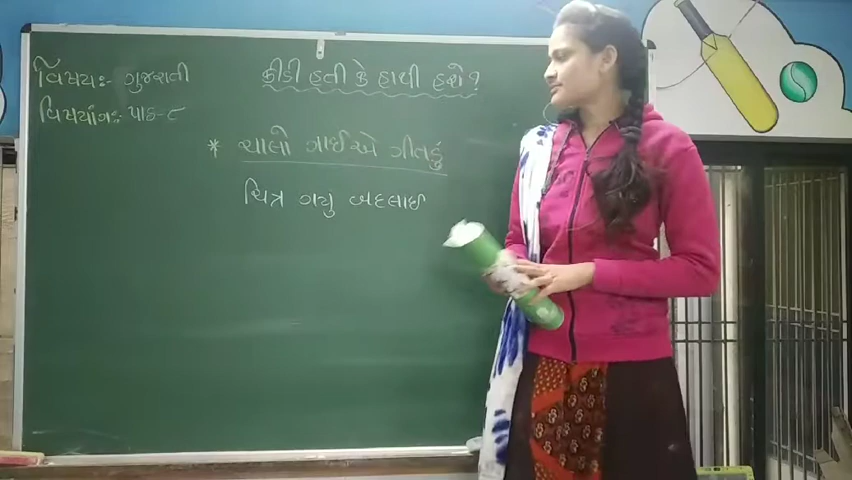 વિષય:- ગુજરાતી
વિષયાંગ:- પાઠ-૮
કીડી હતી કે હાથી હશે ?
* ચાલો ગાઈએ ગીતડું
ચિત્ર ગયું બદલાઈ